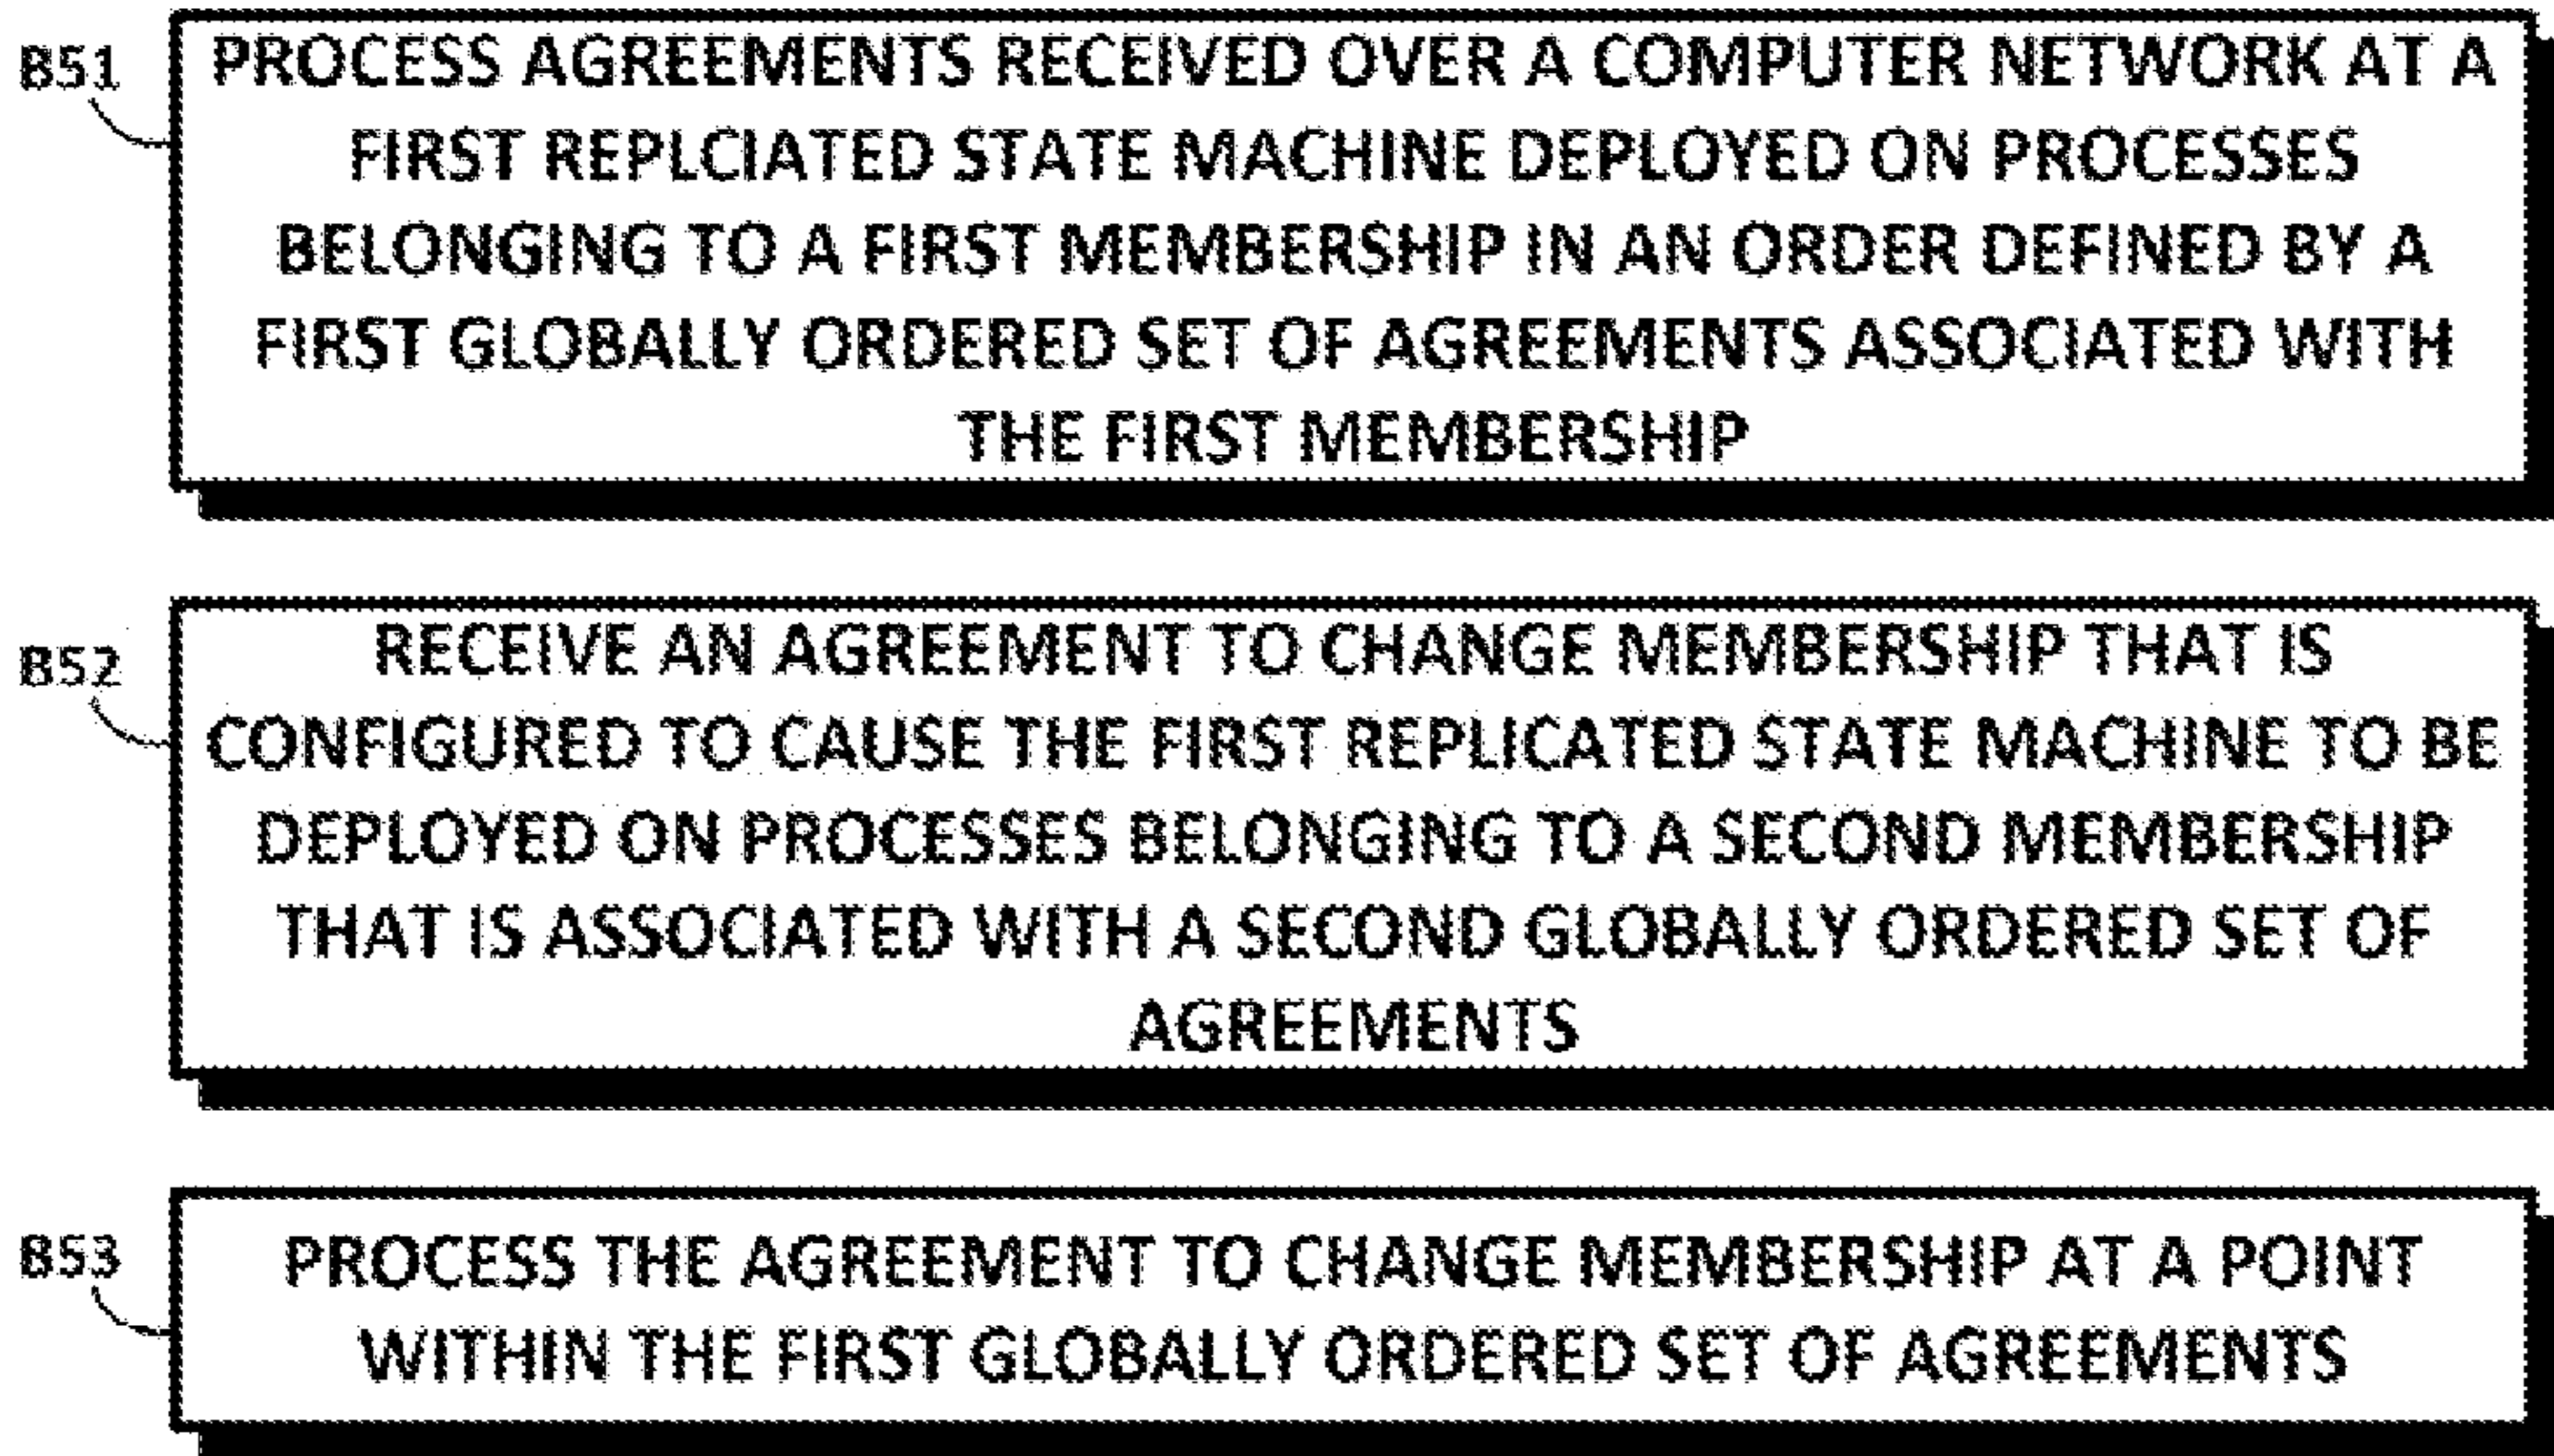 B51
PROCESS AGREEMENTS RECEIVED OVER A COMPUTER NETWORK AT A
FIRST REPLCIATED STATE MACHINE DEPLOYED ON PROCESSES
BELONGING TO A FIRST MEMBERSHIP IN AN ORDER DEFINED BY A
FIRST GLOBALLY ORDERED SET OF AGREEMENTS ASSOCIATED WITH
THE FIRST MEMBERSHIP
B52
RECEIVE AN AGREEMENT TO CHANGE MEMBERSHIP THAT IS
CONFIGURED TO CAUSE THE FIRST REPLICATED STATE MACHINE TO BE
DEPLOYED ON PROCESSES BELONGING TO A SECOND MEMBERSHIP
THAT IS ASSOCIATED WITH A SECOND GLOBALLY ORDERED SET OF
AGREEMENTS
B53
PROCESS THE AGREEMENT TO CHANGE MEMBERSHIP AT A POINT
WITHIN THE FIRST GLOBALLY ORDERED SET OF AGREEMENTS